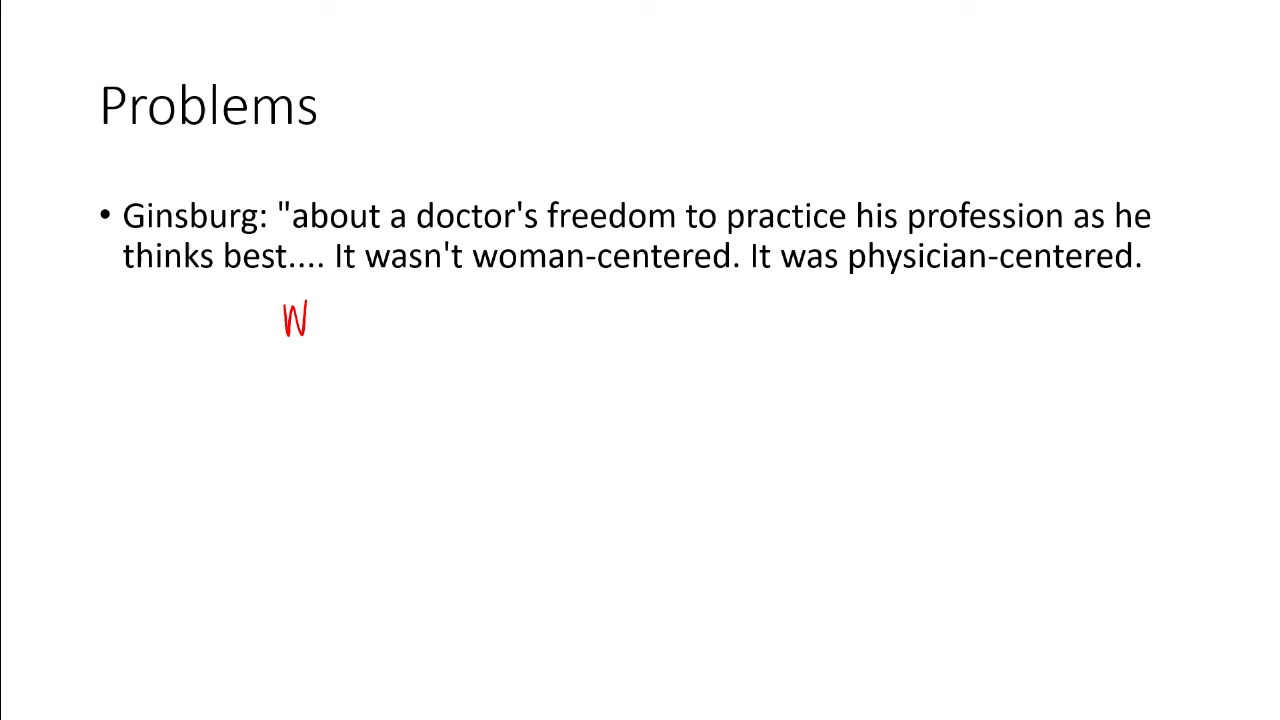 Problems
• Ginsburg: "about a doctor's freedom to practice his profession as he
thinks best.... It wasn't woman-centered. It was physician-centered.
W